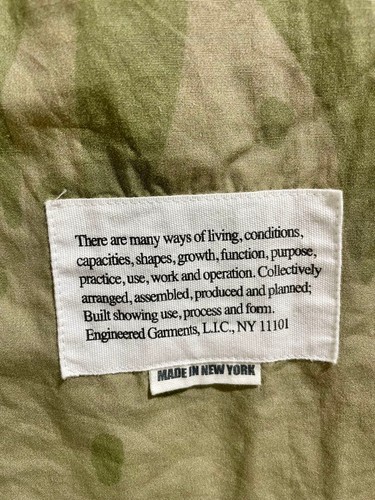 There are many ways of living, conditions,
capacities, shapes, growth, function, purpose,
practice, use, work and operation. Collectively
arranged, assembled, produced and planned;
Built showing use, process and form.
Engineered Garments, L.I.C., NY 11101
MADE IN NEW YORK